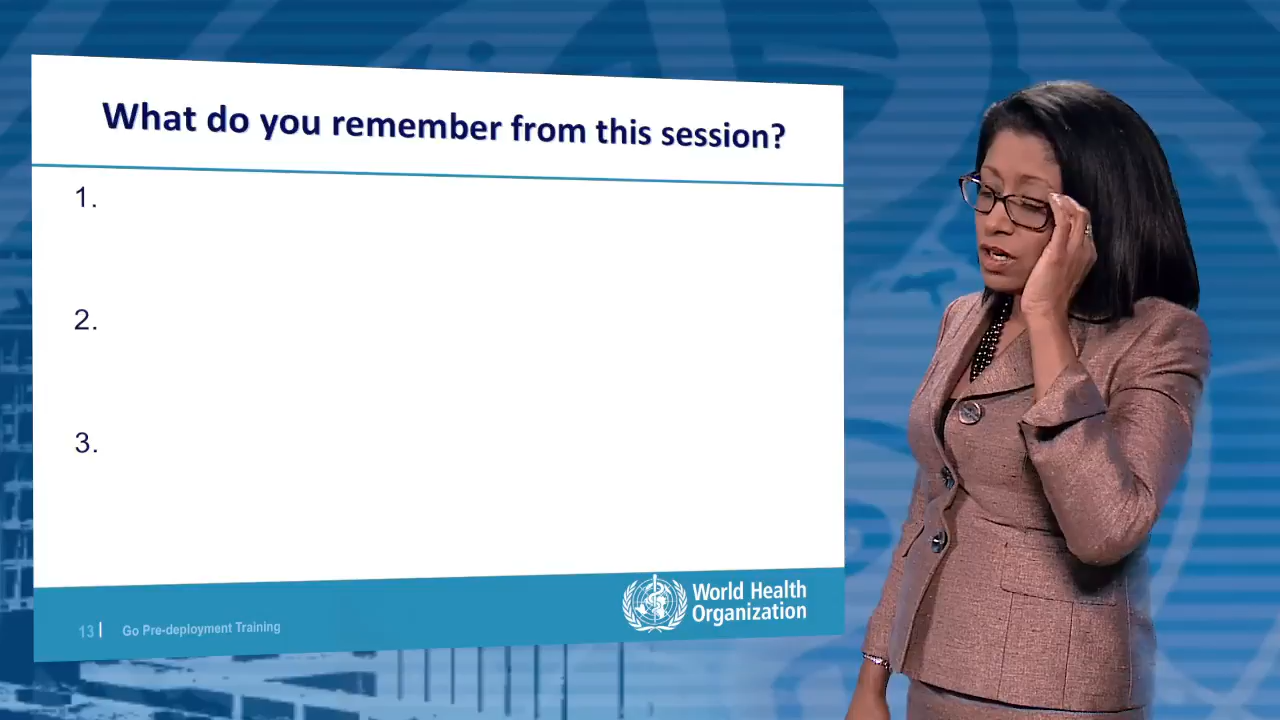 What do you remember from this session?
1.
2.
3.
13
Go Pre-deployment Training
World Health
Organization